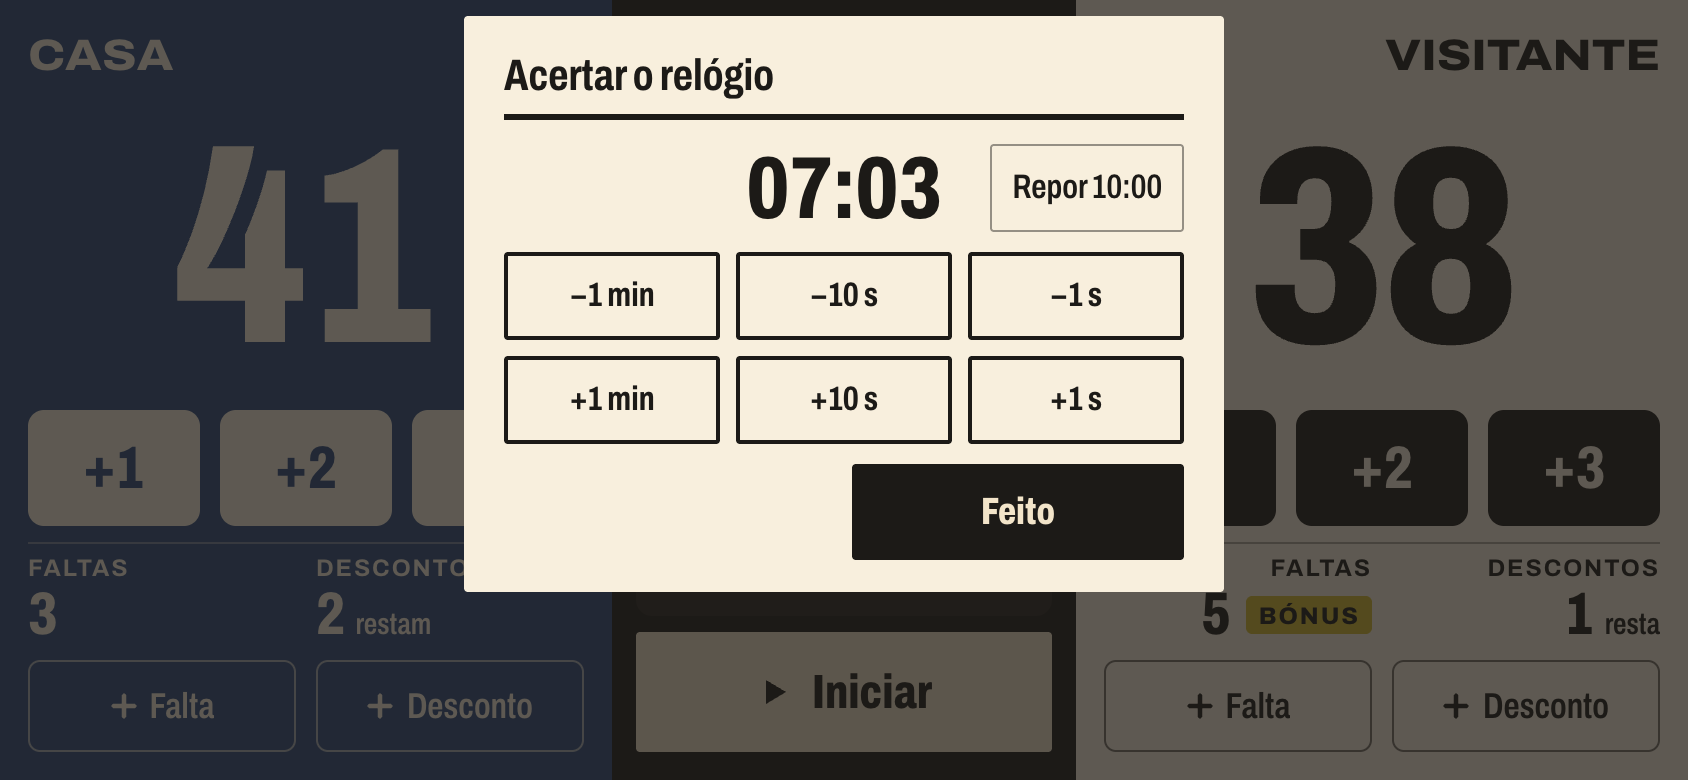 CASA
VISITANTE
41
38
Acertar o relógio
07:03
Repor 10:00
–1 min
–10 s
–1 s
+1 min
+10 s
+1 s
Feito
+1
+2
+2
+3
FALTAS
DESCONTO
3
2 restam
+ Falta
+ Desconto
Iniciar
FALTAS
DESCONTOS
5 BÓNUS
1 resta
+ Falta
+ Desconto